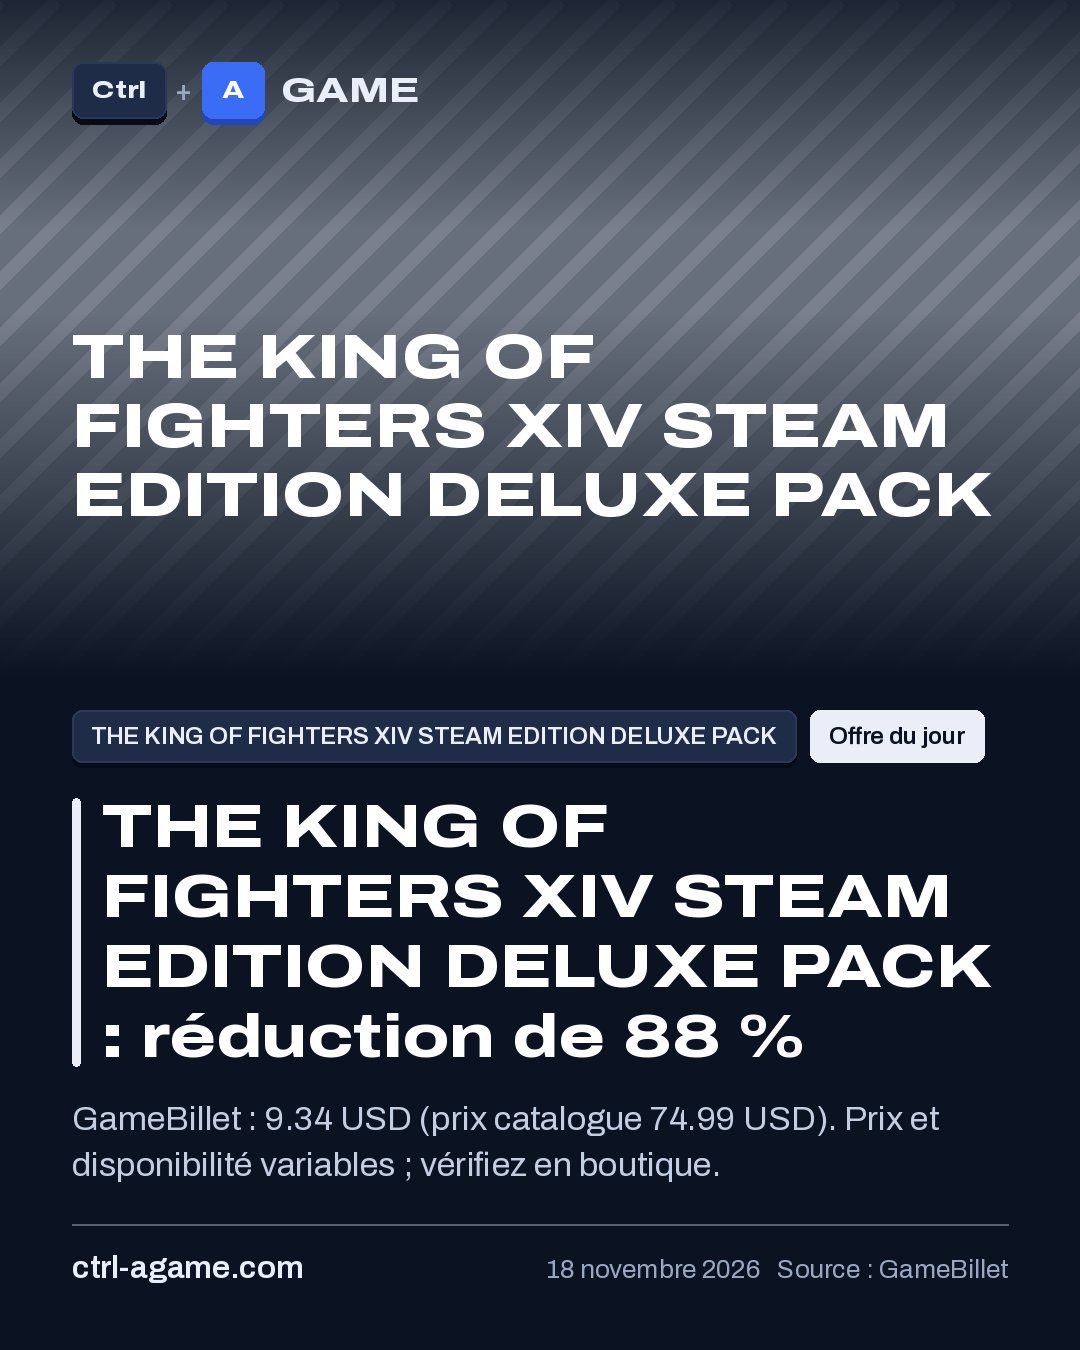 Ctrl + A GAME
THE KING OF
FIGHTERS XIV STEAM
EDITION DELUXE PACK
THE KING OF FIGHTERS XIV STEAM EDITION DELUXE PACK
Offre du jour
THE KING OF
FIGHTERS XIV STEAM
EDITION DELUXE PACK
: réduction de 88 %
GameBillet : 9.34 USD (prix catalogue 74.99 USD). Prix et
disponibilité variables ; vérifiez en boutique.
ctrl-agame.com
18 novembre 2026 Source : GameBillet